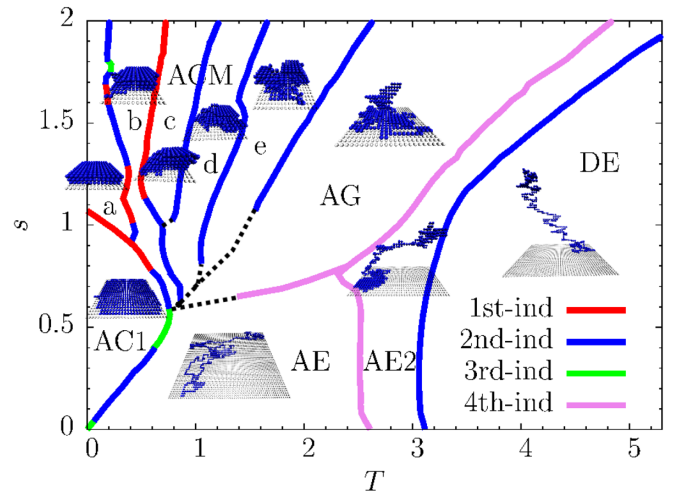 2
ACM
b
c
1.5
d
e
DE
a
AG
s
1
1st-ind
0.5
AC1
2nd-ind
AE
AE2
3rd-ind
4th-ind
0
0
1
2
3
4
5
T